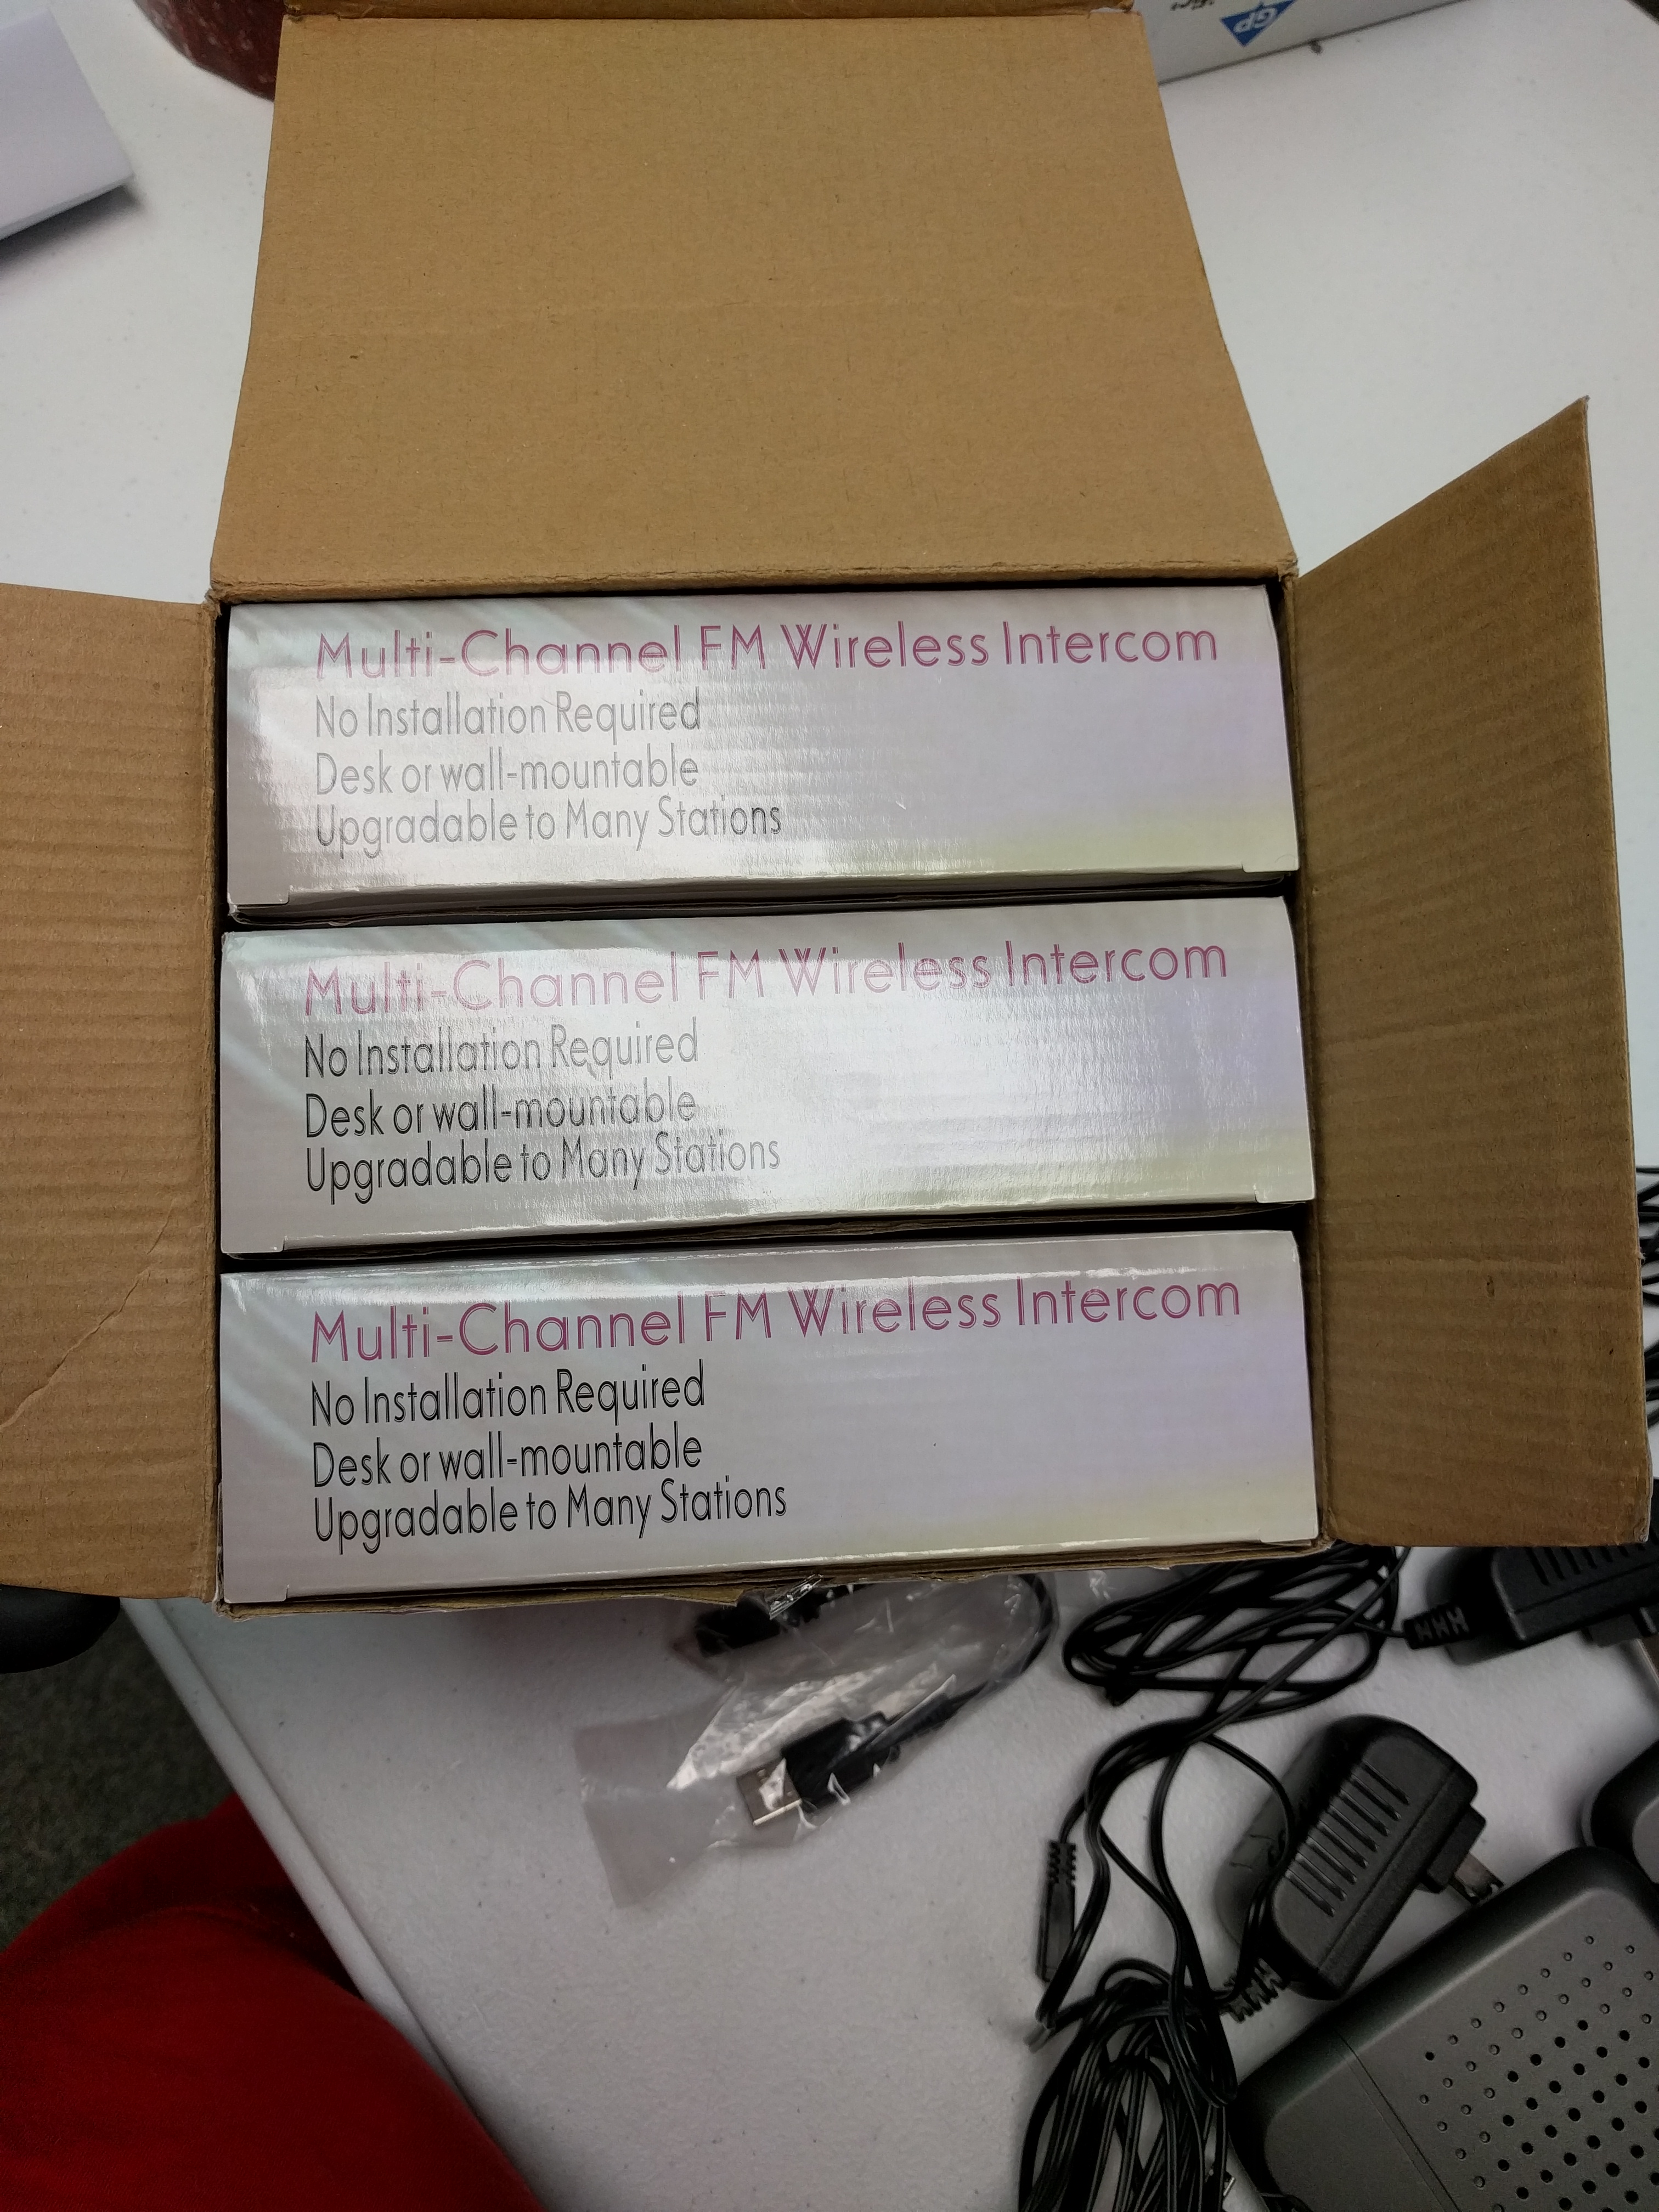 GP
Multi-Channel FM Wireless Intercom
No Installation Required
Desk or wall-mountable
Upgradable to Many Stations
Multi-Channel FM Wireless Intercom
No Installation Required
Desk or wall-mountable
Upgradable to Many Stations
Multi-Channel FM Wireless Intercom
No Installation Required
Desk or wall-mountable
Upgradable to Many Stations